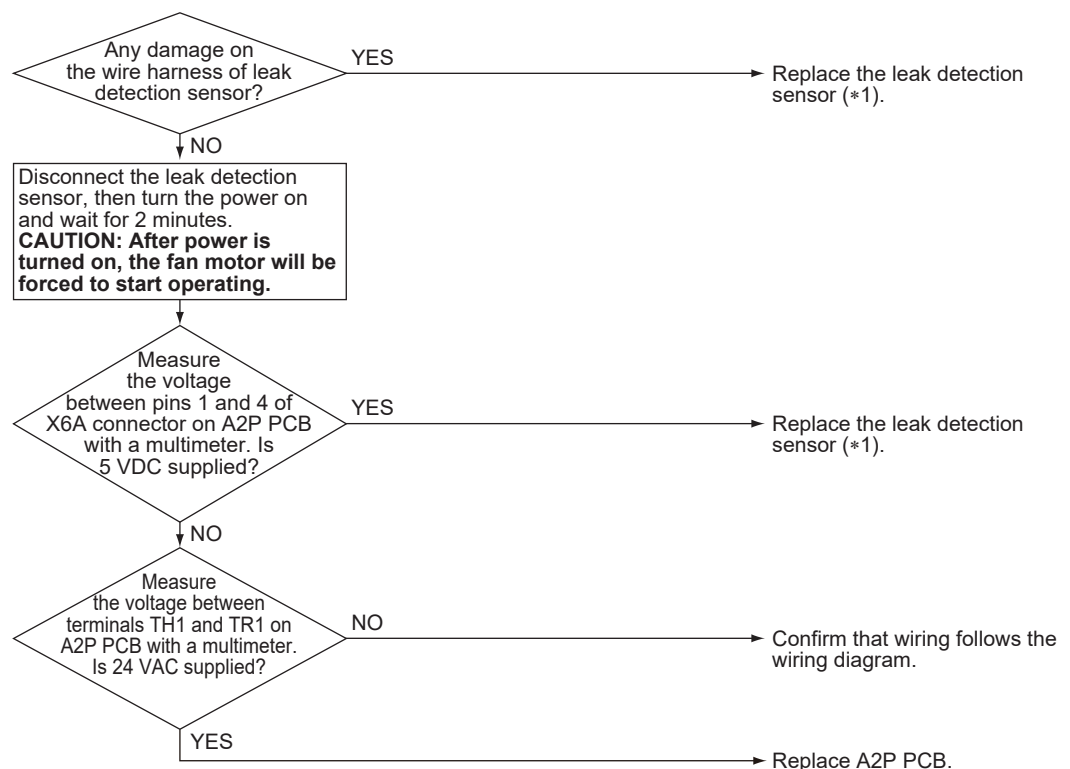 Any damage on
the wire harness of leak
detection sensor?
YES
Replace the leak detection
sensor (*1).
NO
Disconnect the leak detection
sensor, then turn the power on
and wait for 2 minutes.
CAUTION: After power is
turned on, the fan motor will be
forced to start operating.
Measure
the voltage
between pins 1 and 4 of
X6A connector on A2P PCB
with a multimeter. Is
5 VDC supplied?
YES
Replace the leak detection
sensor (*1).
NO
Measure
the voltage between
terminals TH1 and TR1 on
A2P PCB with a multimeter.
Is 24 VAC supplied?
NO
Confirm that wiring follows the
wiring diagram.
YES
Replace A2P PCB.